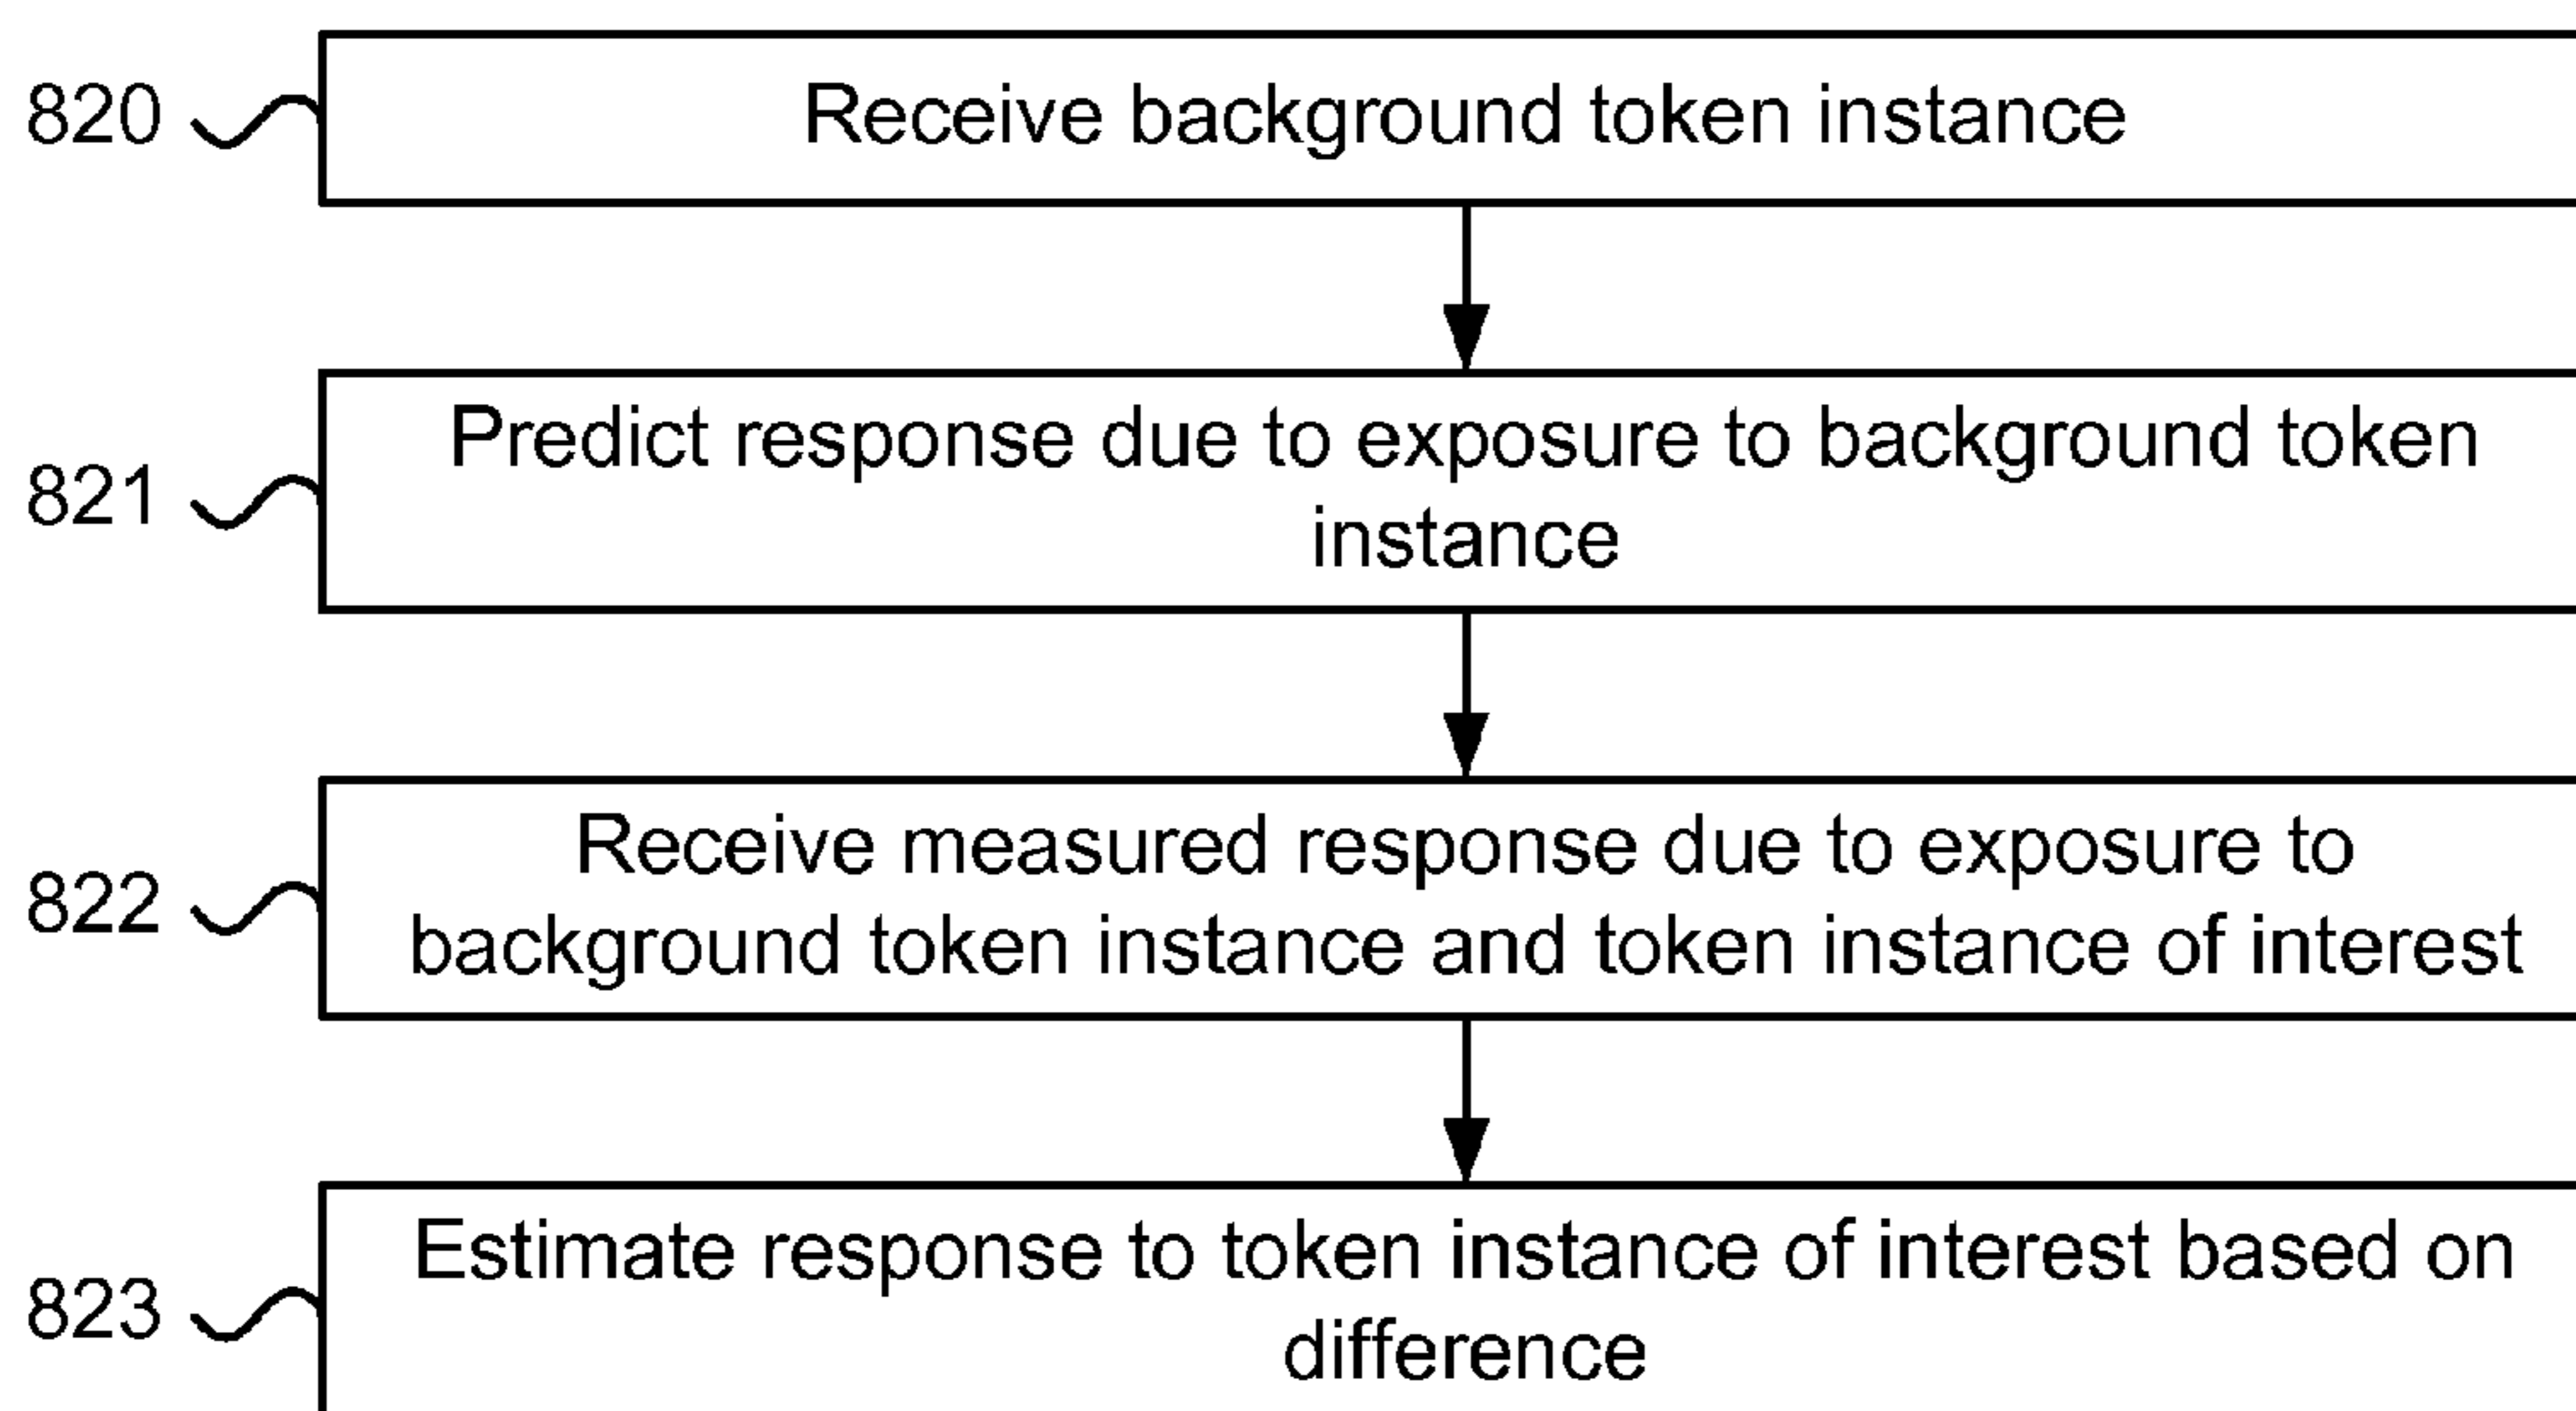 820
Receive background token instance
821
Predict response due to exposure to background token
instance
822
Receive measured response due to exposure to
background token instance and token instance of interest
823
Estimate response to token instance of interest based on
difference